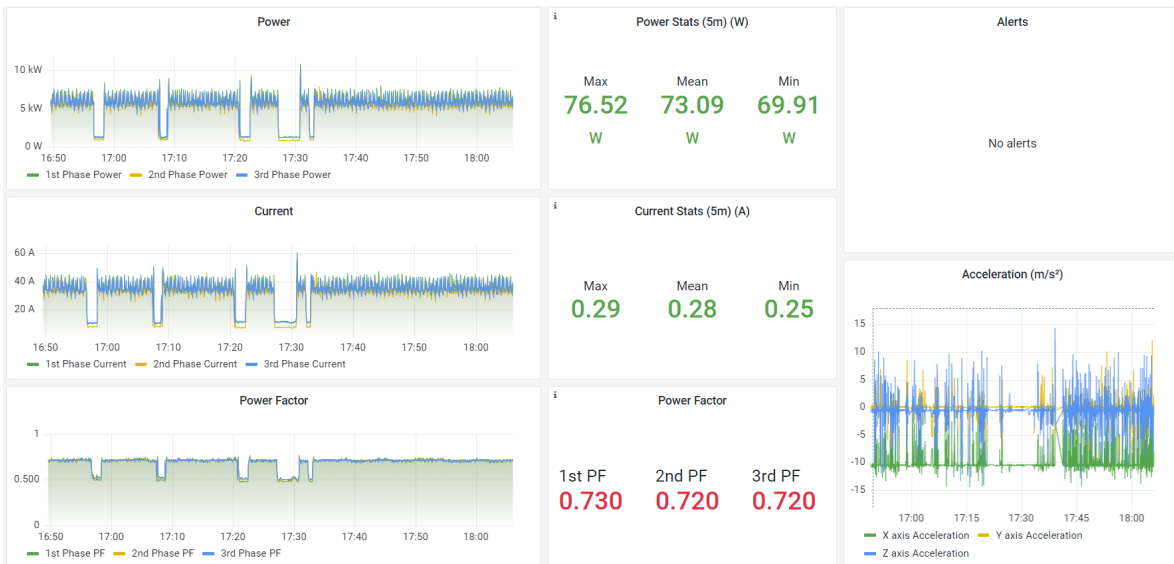 Power
10 kW
5 kW
0 W
16:50 17:00 17:10 17:20 17:30 17:40 17:50 18:00
1st Phase Power 2nd Phase Power 3rd Phase Power
i
Power Stats (5m) (W)
Max Mean Min
76.52 73.09 69.91
W W W
Alerts
No alerts
Current
60 A
40 A
20 A
16:50 17:00 17:10 17:20 17:30 17:40 17:50 18:00
1st Phase Current 2nd Phase Current 3rd Phase Current
i
Current Stats (5m) (A)
Max Mean Min
0.29 0.28 0.25
Acceleration (m/s²)
15
10
5
0
-5
-10
-15
17:00 17:15 17:30 17:45 18:00
X axis Acceleration Y axis Acceleration
Z axis Acceleration
Power Factor
1
0.500
0
16:50 17:00 17:10 17:20 17:30 17:40 17:50 18:00
1st Phase PF 2nd Phase PF 3rd Phase PF
i
Power Factor
1st PF 2nd PF 3rd PF
0.730 0.720 0.720